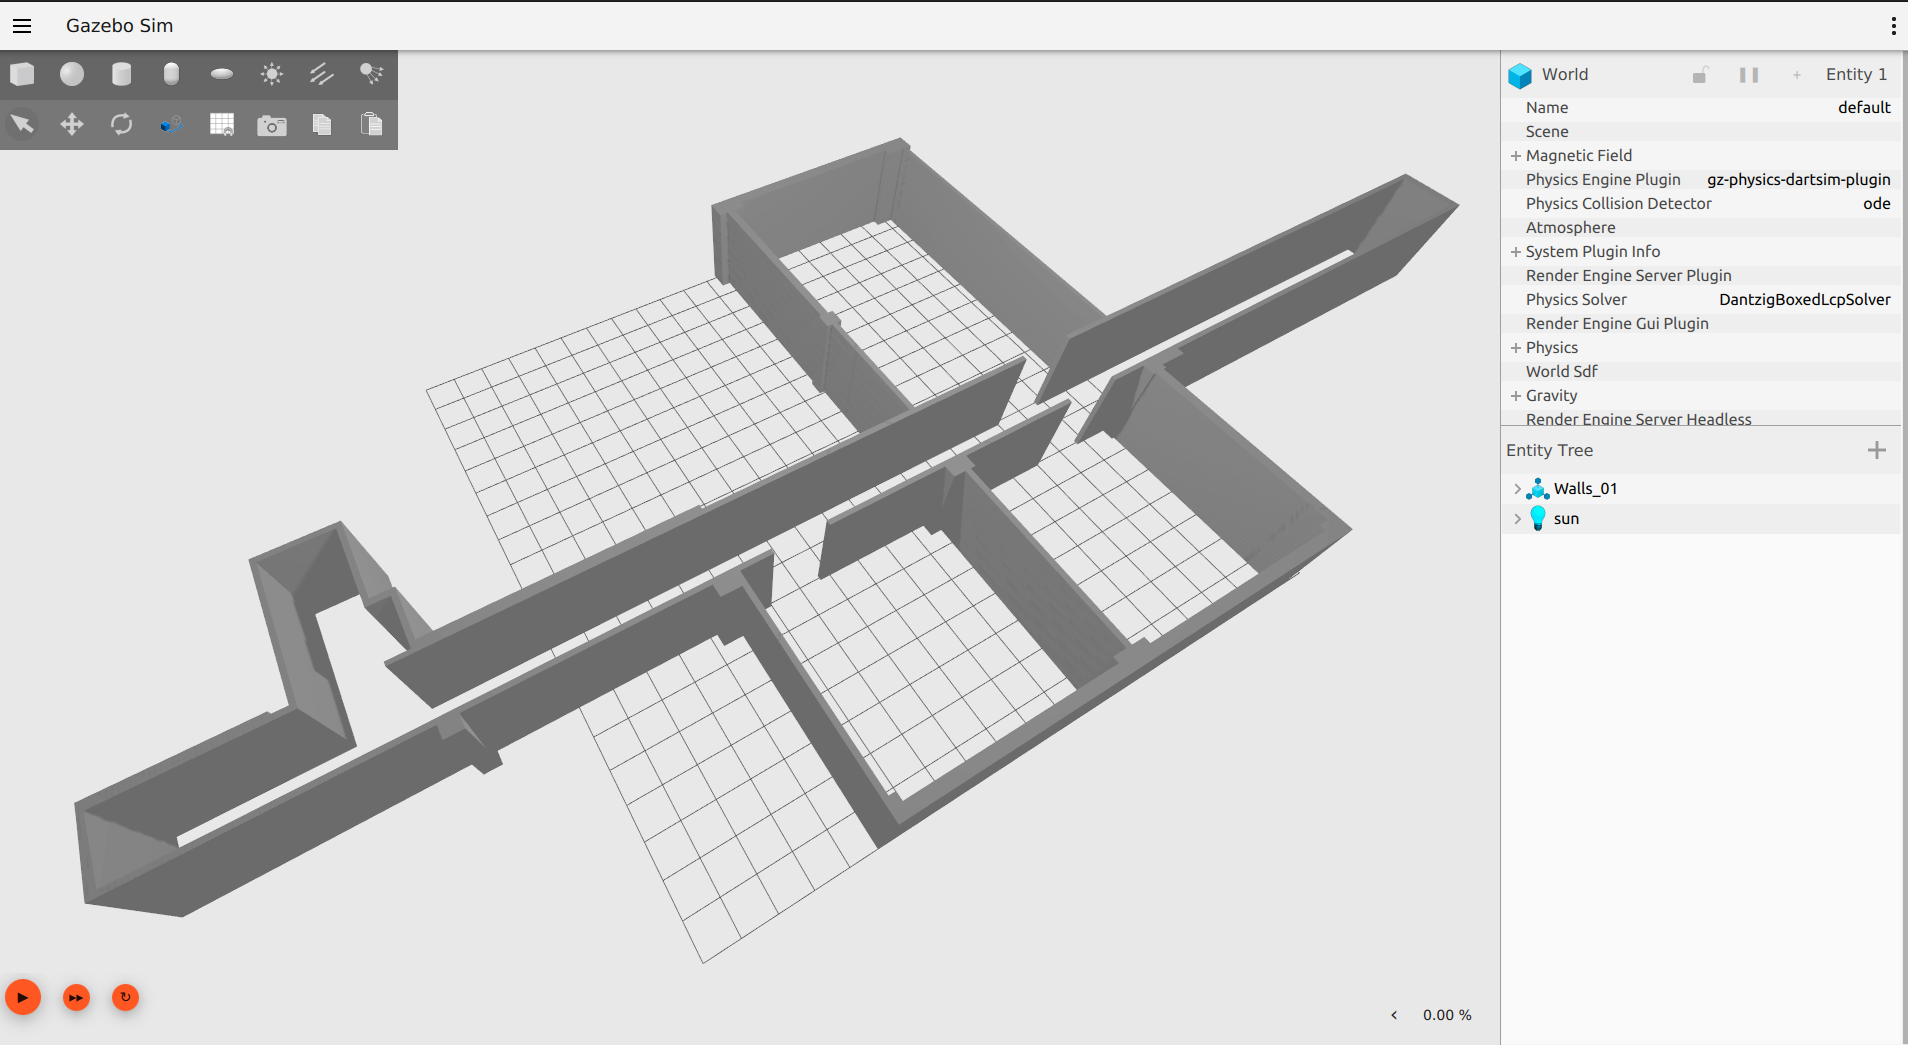 Gazebo Sim
World Entity 1
Name default
Scene
Magnetic Field
Physics Engine Plugin gz-physics-dartsim-plugin
Physics Collision Detector ode
Atmosphere
System Plugin Info
Render Engine Server Plugin
Physics Solver DantzigBoxedLcpSolver
Render Engine Gui Plugin
Physics
World Sdf
Gravity
Render Engine Server Headless
Entity Tree
Walls_01
sun
0.00 %